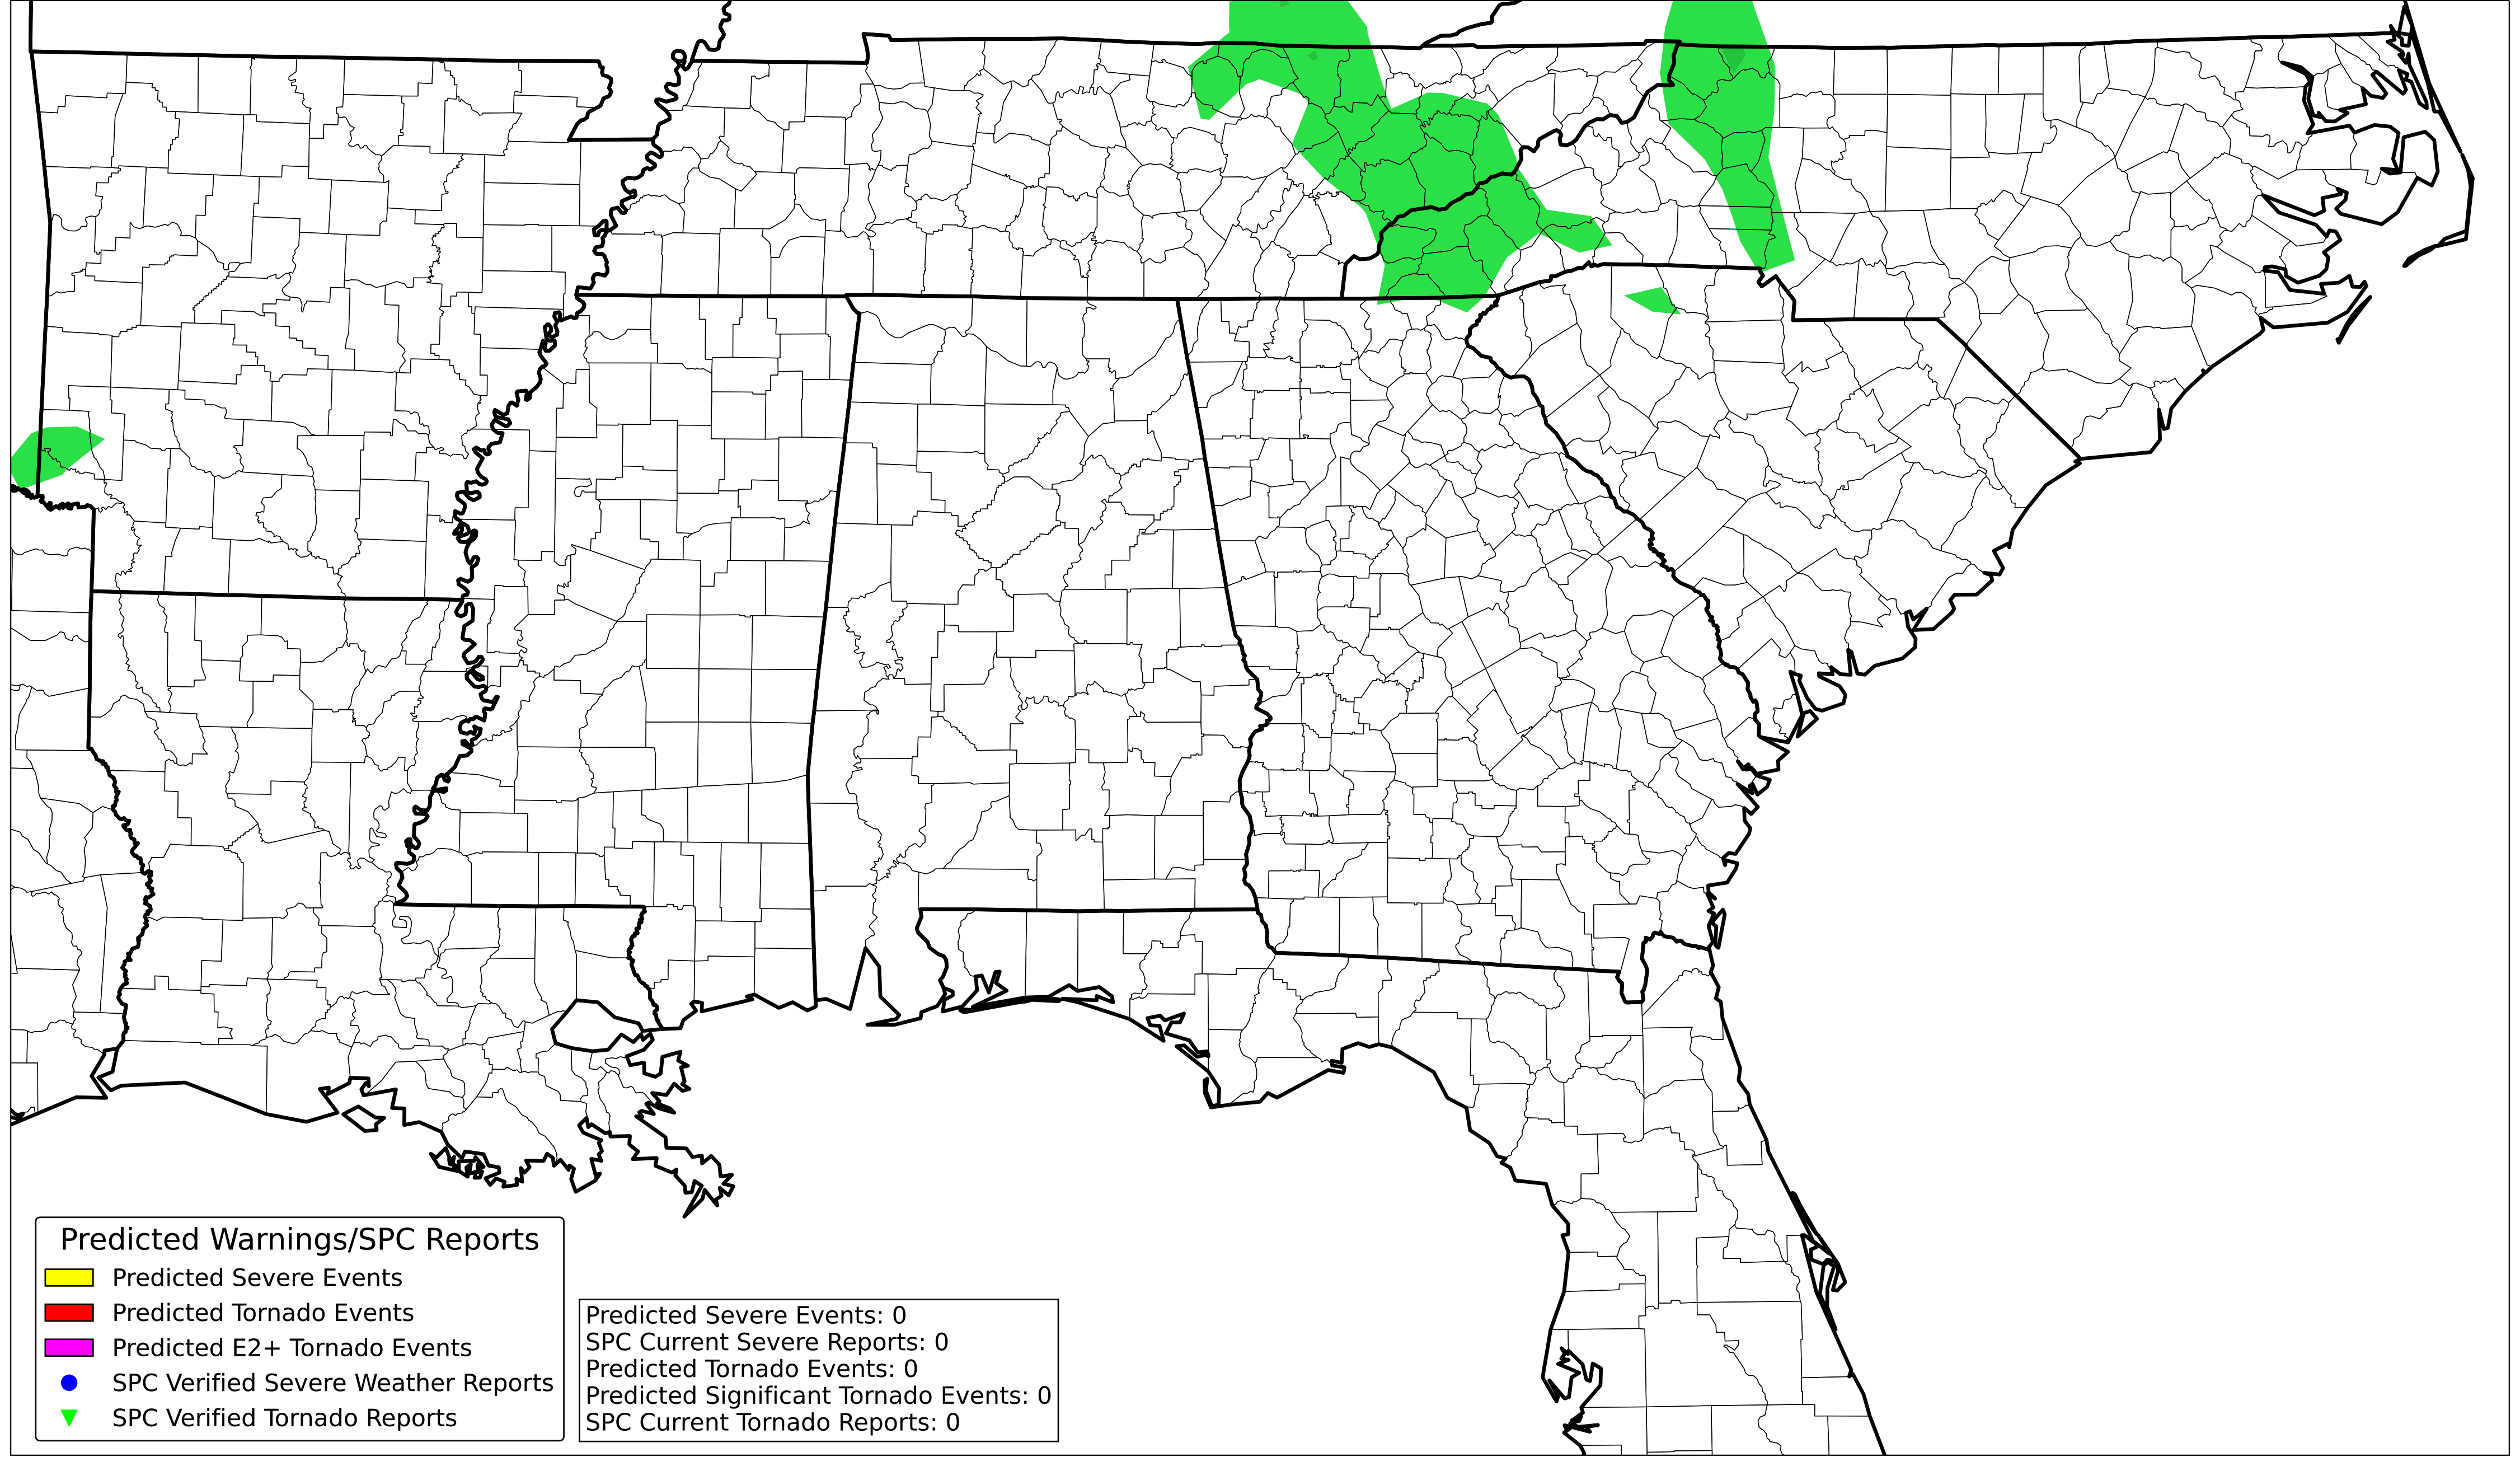 Predicted Warnings/SPC Reports
Predicted Severe Events
Predicted Tornado Events
Predicted E2+ Tornado Events
SPC Verified Severe Weather Reports
SPC Verified Tornado Reports
Predicted Severe Events: 0
SPC Current Severe Reports: 0
Predicted Tornado Events: 0
Predicted Significant Tornado Events: 0
SPC Current Tornado Reports: 0